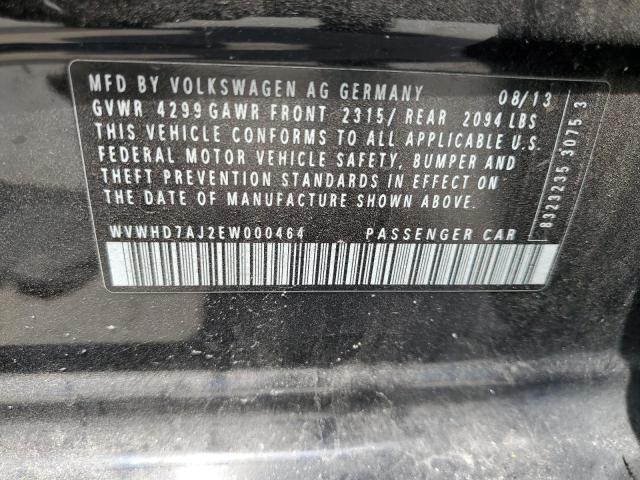 MFD BY VOLKSWAGEN AG GERMANY 08/13
GVWR 4299 GAWR FRONT 2315/ REAR 2094 LBS
THIS VEHICLE CONFORMS TO ALL APPLICABLE U.S.
FEDERAL MOTOR VEHICLE SAFETY, BUMPER AND
THEFT PREVENTION STANDARDS IN EFFECT ON
THE DATE OF MANUFACTURE SHOWN ABOVE.
WVWHD7AJ2EW000464 PASSENGER CAR
8323235 3075 3